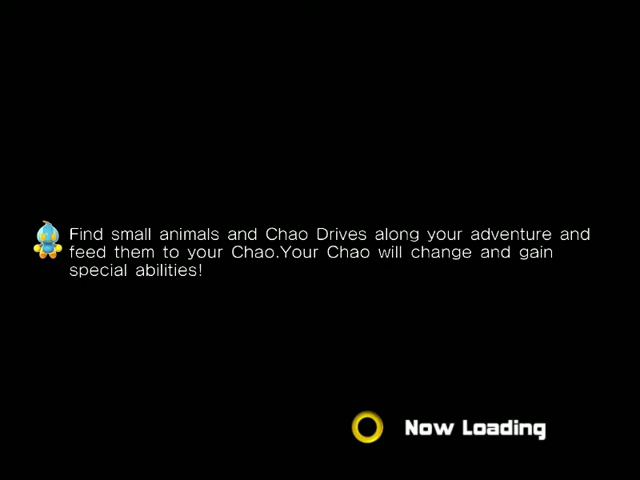 Find small animals and Chao Drives along your adventure and
feed them to your Chao.Your Chao will change and gain
special abilities!
Now Loading